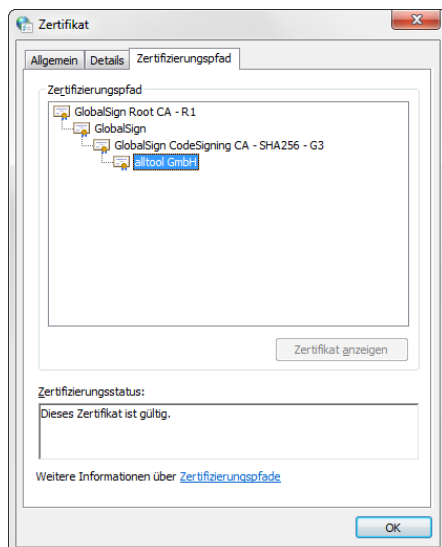 Zertifikat
Allgemein Details Zertifizierungspfad
Zertifizierungspfad
GlobalSign Root CA - R1
GlobalSign
GlobalSign CodeSigning CA - SHA256 - G3
alltool GmbH
Zertifikat anzeigen
Zertifizierungsstatus:
Dieses Zertifikat ist gültig.
Weitere Informationen über Zertifizierungspfade
OK